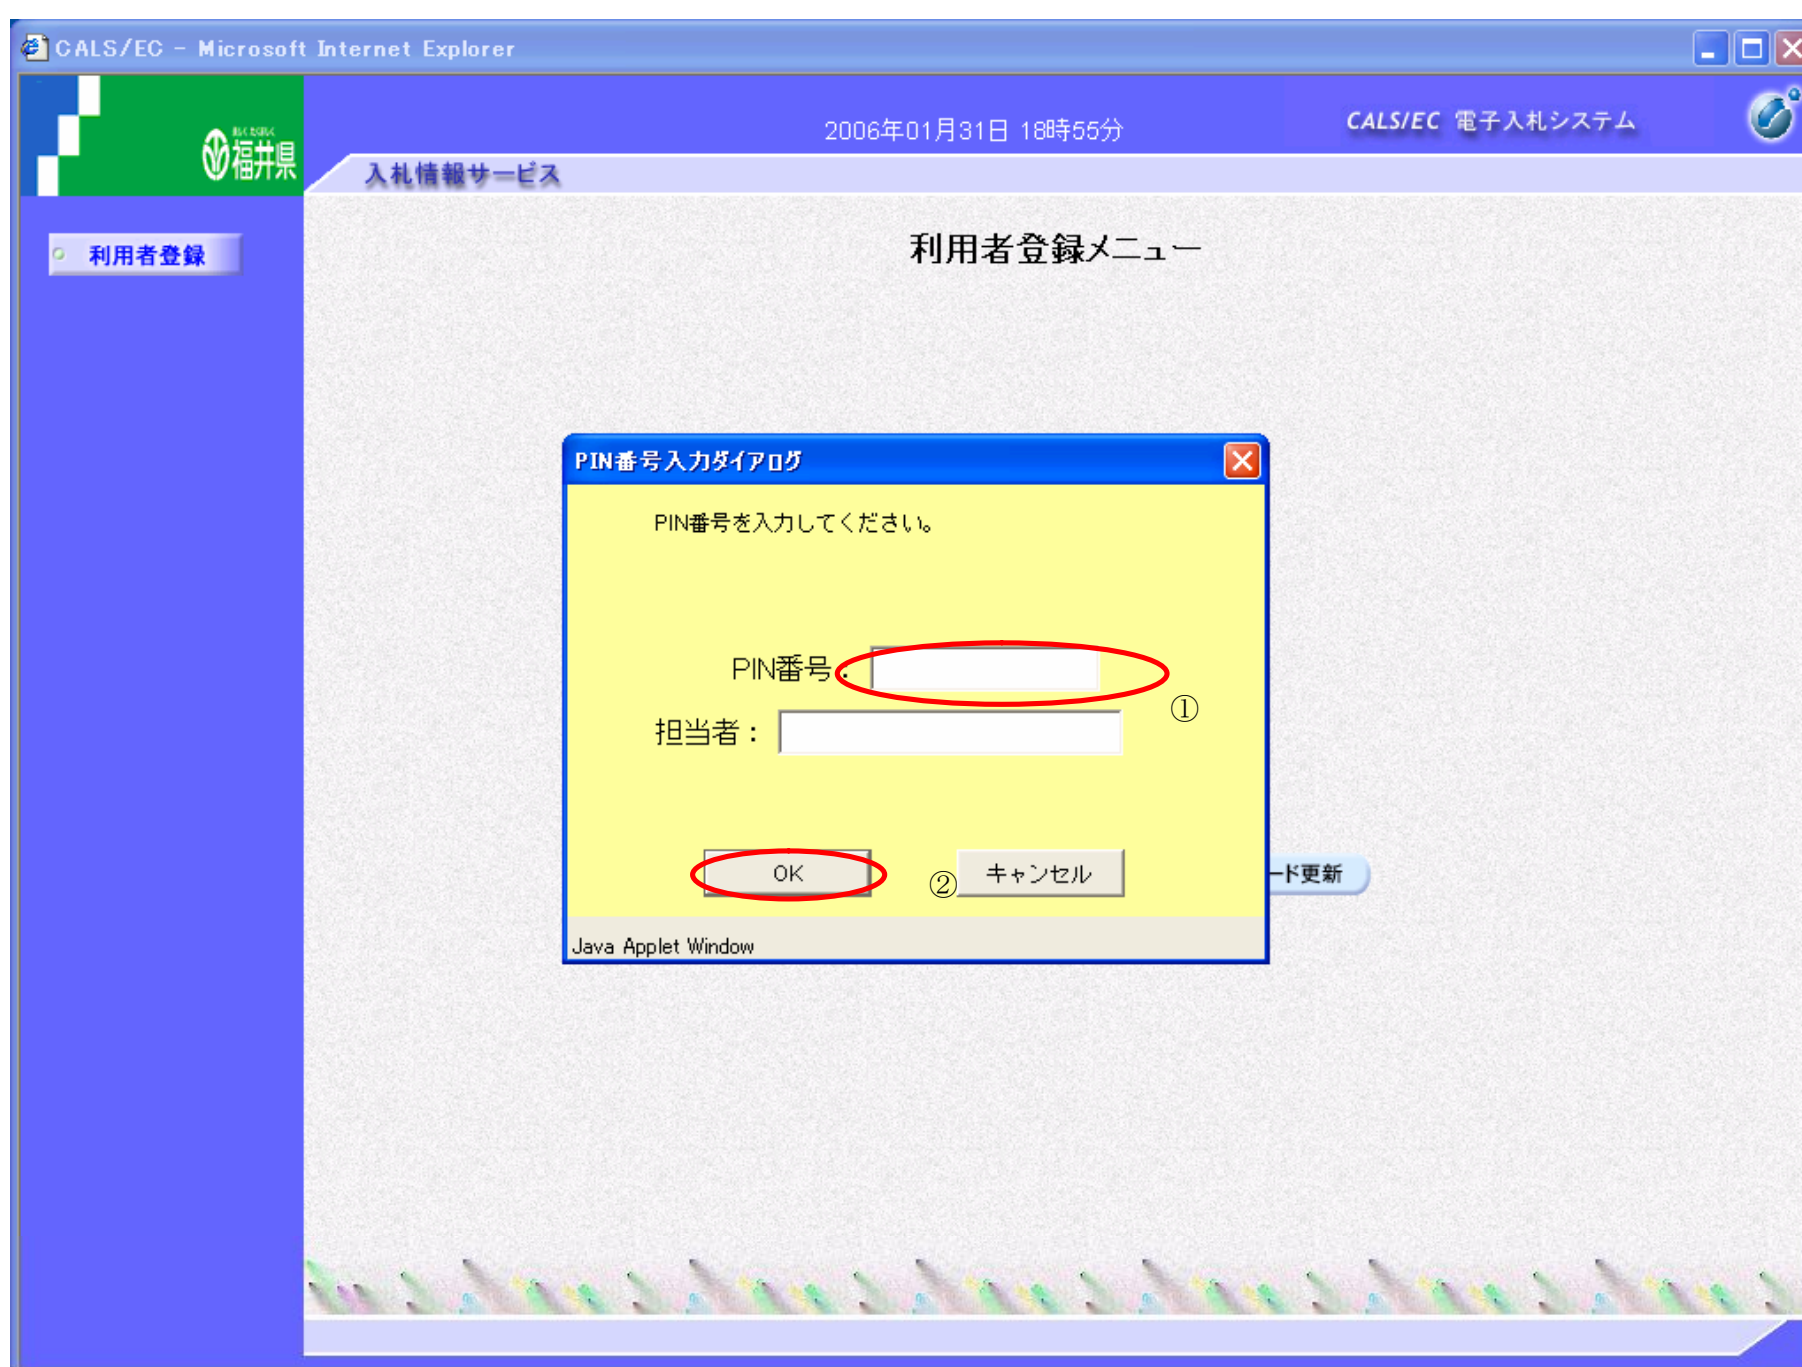 CALS/EC - Microsoft Internet Explorer
福井県
2006年01月31日 18時55分
CALS/EC 電子入札システム
入札情報サービス
利用者登録
利用者登録メニュー
PIN番号入力ダイアログ
PIN番号を入力してください。
PIN番号：
①
担当者：
OK
②
キャンセル
ード更新
Java Applet Window